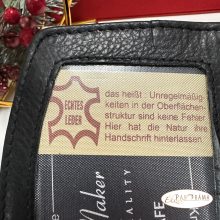 ECHTES
LEDER
das heißt : Unregelmäßig-
keiten in der Oberflächen-
struktur sind keine Fehler
Hier hat die Natur ihre
Handschrift hinterlassen.
Maker
ALITY